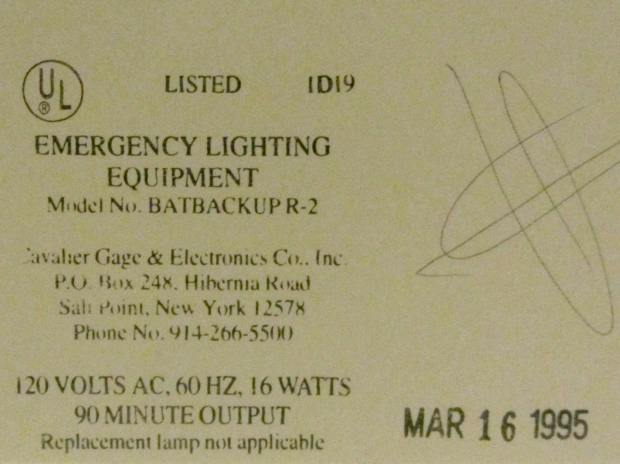 UL ® LISTED 1D19
EMERGENCY LIGHTING
EQUIPMENT
Model No. BATBACKUP R-2
Cavalier Gage & Electronics Co., Inc.
P.O. Box 248, Hibernia Road
Salt Point, New York 12578
Phone No. 914-266-5500
120 VOLTS AC, 60 HZ, 16 WATTS
90 MINUTE OUTPUT
Replacement lamp not applicable
MAR 16 1995